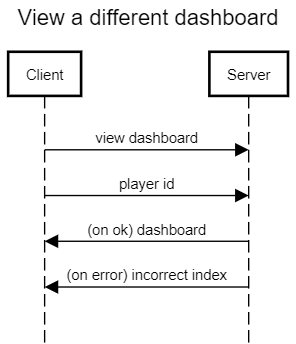 View a different dashboard
Client
Server
view dashboard
player id
(on ok) dashboard
(on error) incorrect index